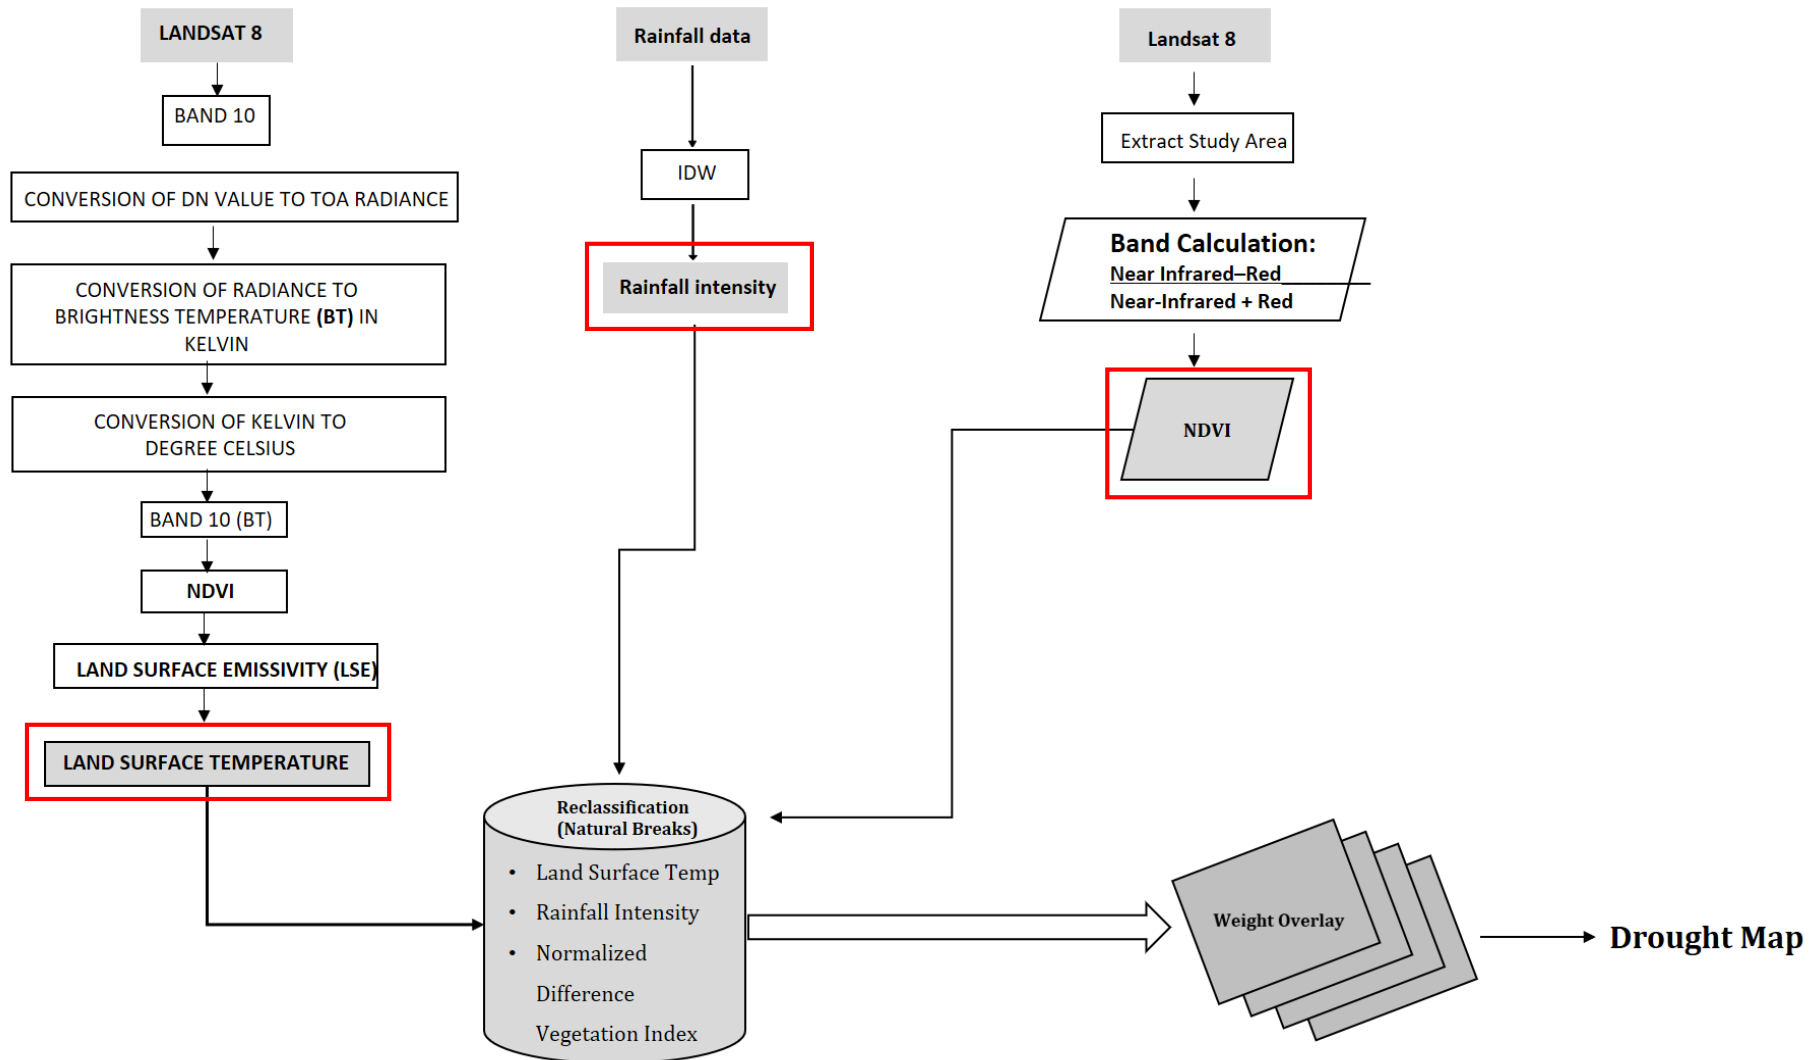 LANDSAT 8
BAND 10
CONVERSION OF DN VALUE TO TOA RADIANCE
CONVERSION OF RADIANCE TO
BRIGHTNESS TEMPERATURE (BT) IN
KELVIN
CONVERSION OF KELVIN TO
DEGREE CELSIUS
BAND 10 (BT)
NDVI
LAND SURFACE EMISSIVITY (LSE)
LAND SURFACE TEMPERATURE
Rainfall data
IDW
Rainfall intensity
Landsat 8
Extract Study Area
Band Calculation:
Near Infrared–Red
Near-Infrared + Red
NDVI
Reclassification
(Natural Breaks)
• Land Surface Temp
• Rainfall Intensity
• Normalized
Difference
Vegetation Index
Weight Overlay
Drought Map